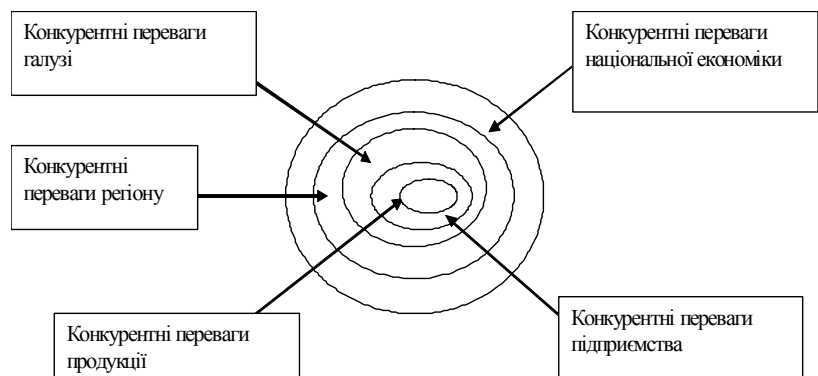 Конкурентні переваги
галузі
Конкурентні переваги
національної економіки
Конкурентні
переваги регіону
Конкурентні переваги
продукції
Конкурентні переваги
підприємства